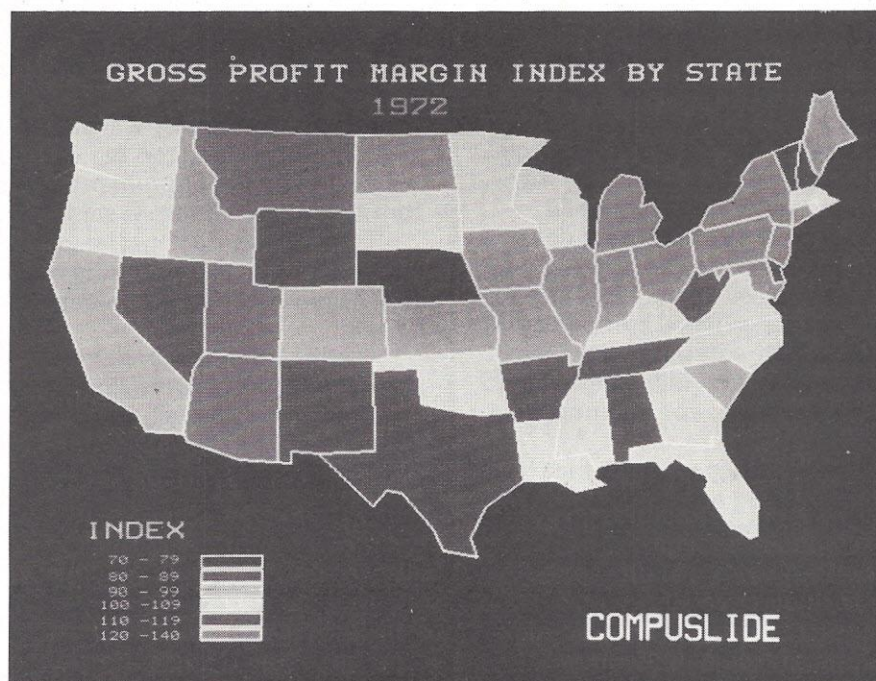 GROSS PROFIT MARGIN INDEX BY STATE
1972
INDEX
70 - 79
80 - 89
90 - 99
100 -109
110 -119
120 -140
COMPUSLIDE